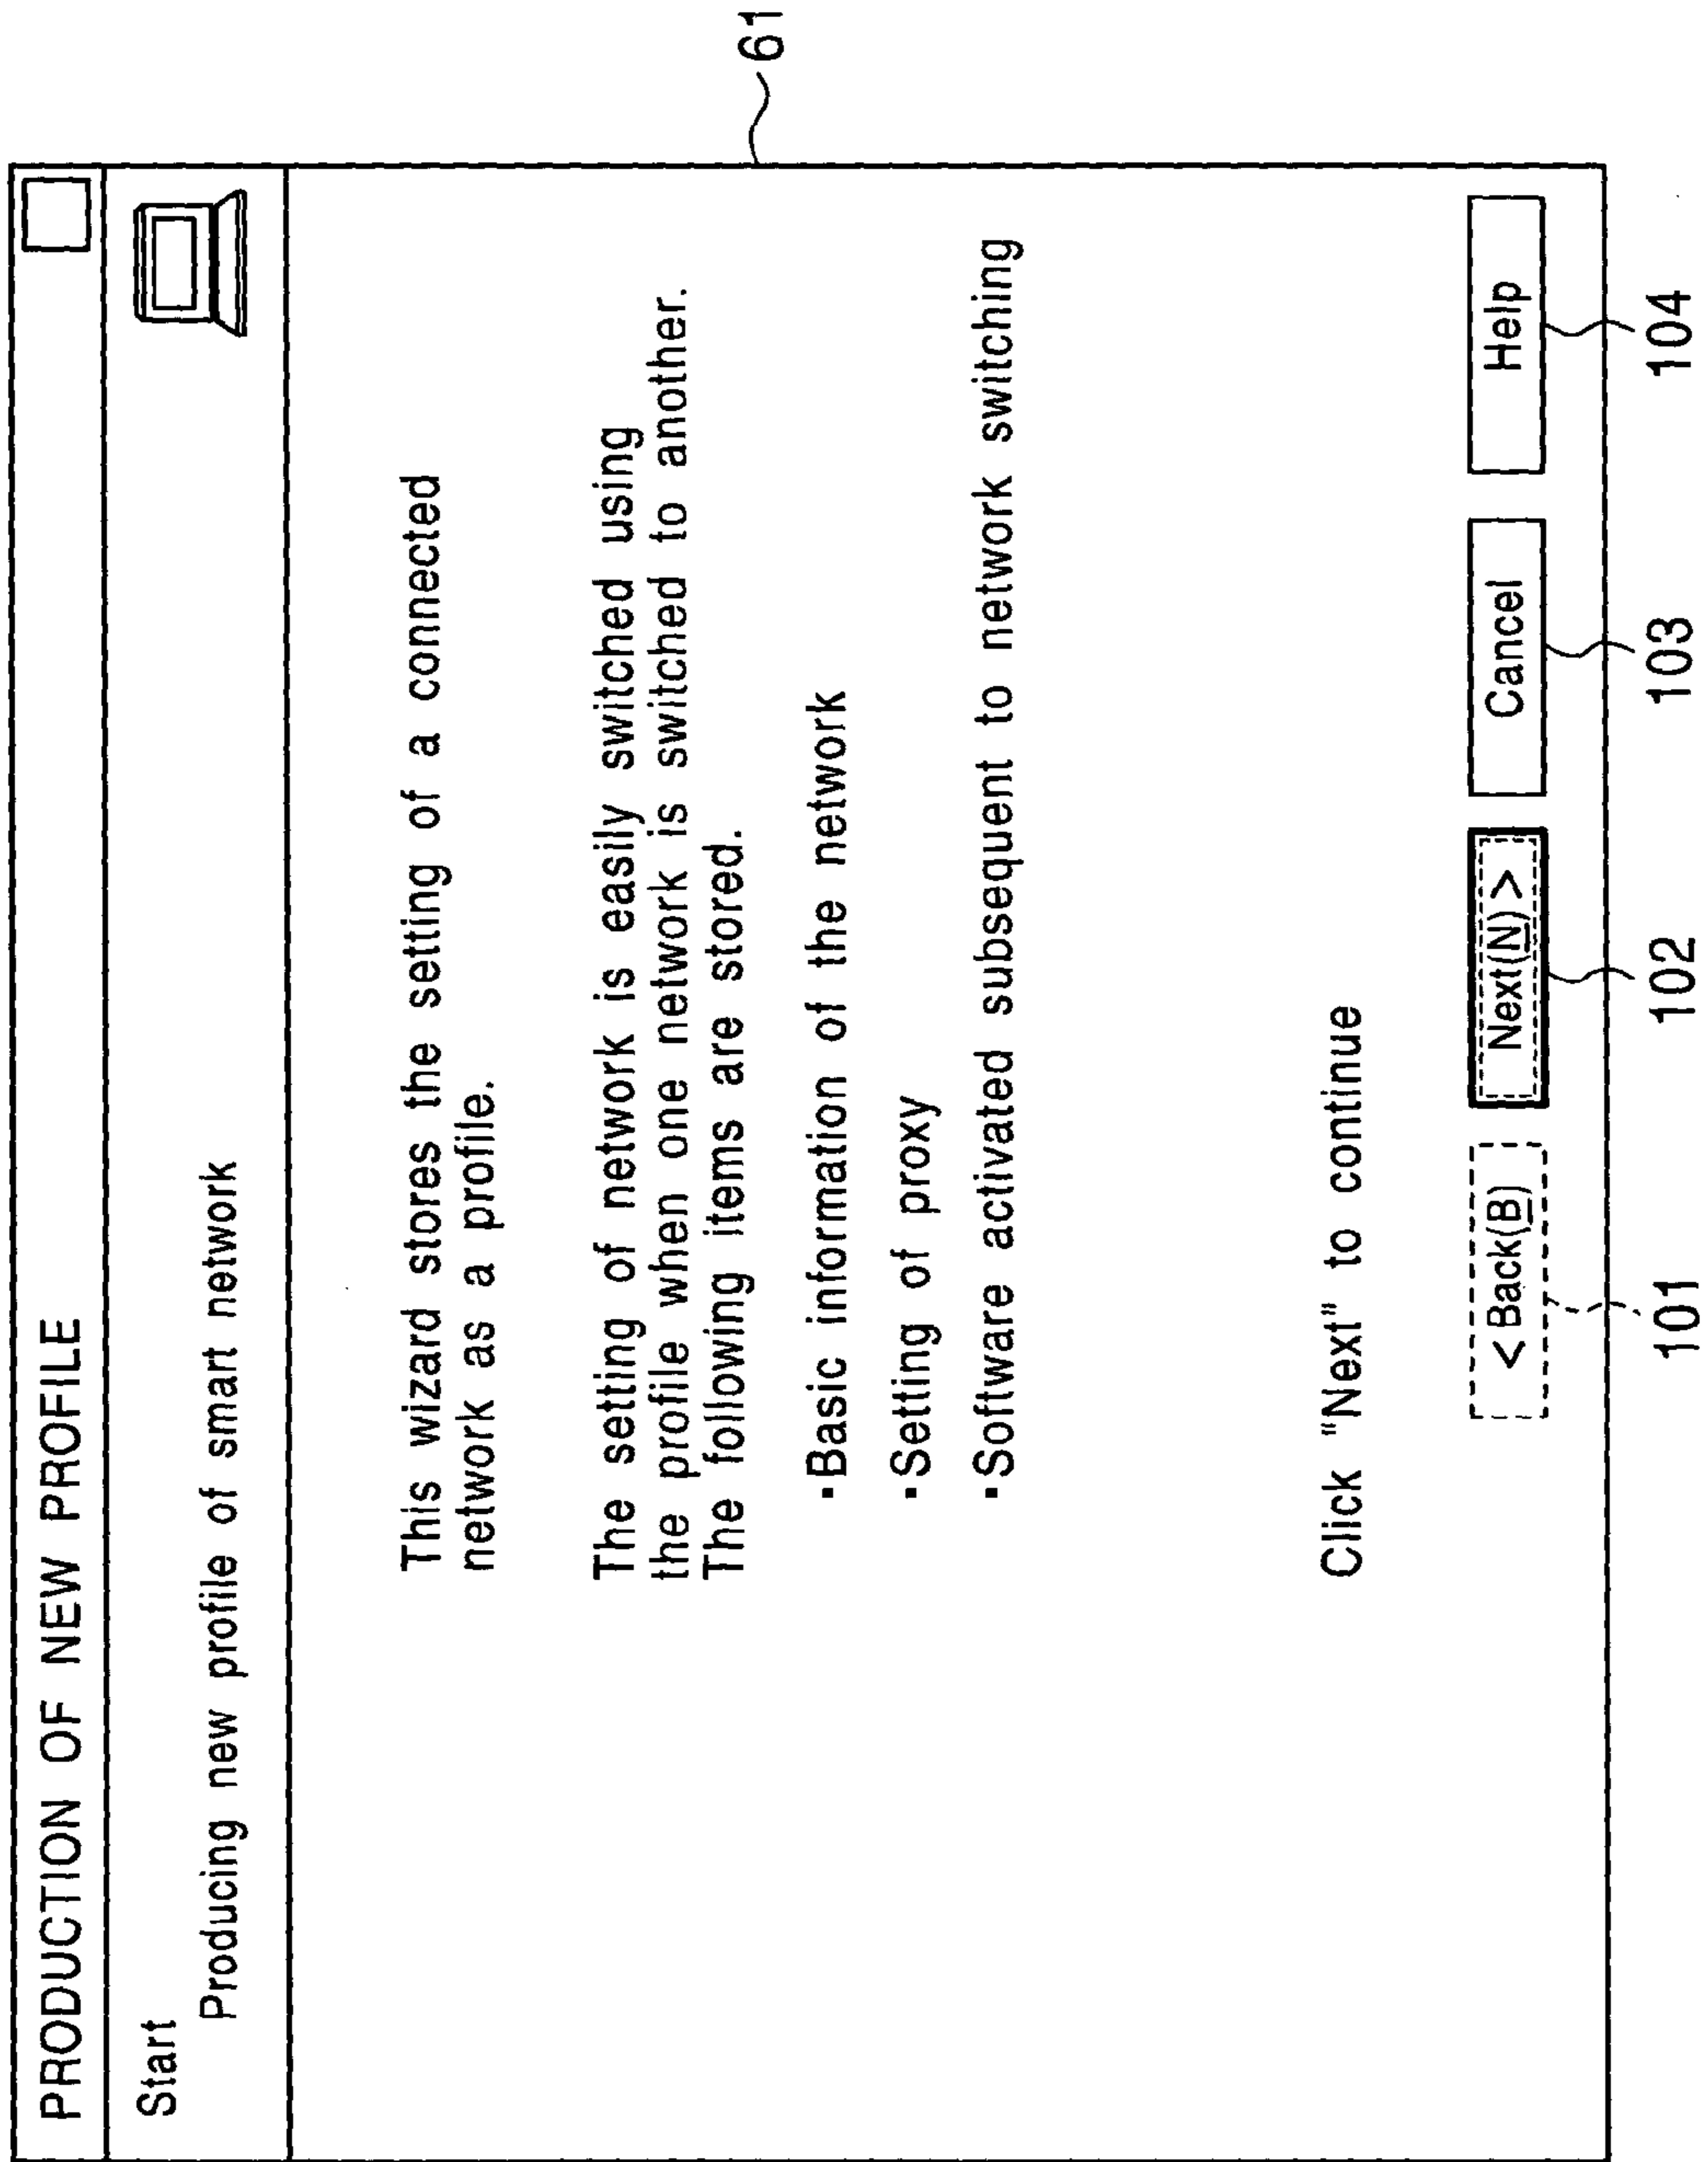 PRODUCTION OF NEW PROFILE
Start
Producing new profile of smart network
This wizard stores the setting of a connected
network as a profile.
The setting of network is easily switched using
the profile when one network is switched to another.
The following items are stored.
・Basic information of the network
・Setting of proxy
・Software activated subsequent to network switching
Click "Next" to continue
< Back(B)
Next(N) >
Cancel
Help
101
102
103
104
61